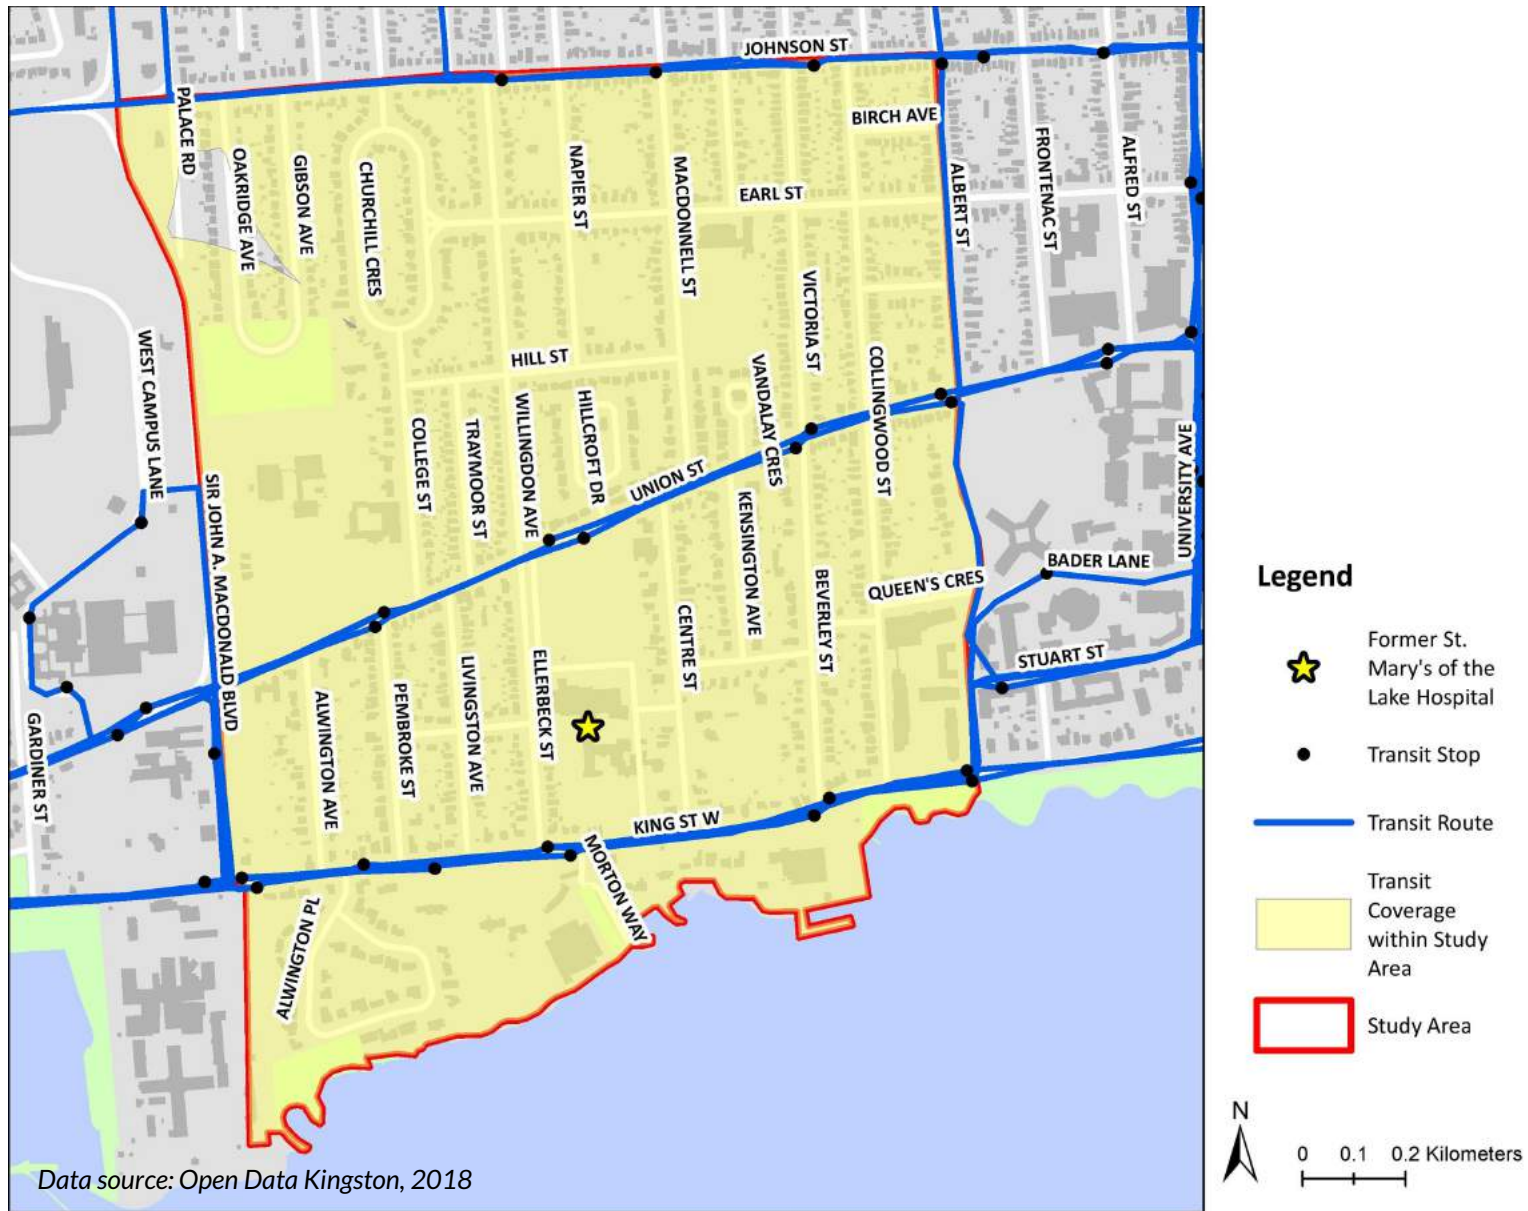 JOHNSON ST
PALACE RD
OAKRIDGE AVE
GIBSON AVE
CHURCHILL CRES
NAPIER ST
MACDONNELL ST
EARL ST
BIRCH AVE
ALBERT ST
FRONTENAC ST
ALFRED ST
WEST CAMPUS LANE
HILL ST
VICTORIA ST
VANDALAY CRES
COLLINGWOOD ST
COLLEGE ST
TRAYMOOR ST
WILLINGDON AVE
HILLCROFT DR
UNION ST
KENSINGTON AVE
UNIVERSITY AVE
SIR JOHN A. MACDONALD BLVD
BADER LANE
QUEEN'S CRES
BEVERLEY ST
CENTRE ST
STUART ST
GARDINER ST
ALWINGTON AVE
PEMBROKE ST
LIVINGSTON AVE
ELLERBECK ST
KING ST W
MORTON WAY
ALWINGTON PL
Data source: Open Data Kingston, 2018
Legend
Former St.
Mary's of the
Lake Hospital
Transit Stop
Transit Route
Transit
Coverage
within Study
Area
Study Area
N
0 0.1 0.2 Kilometers